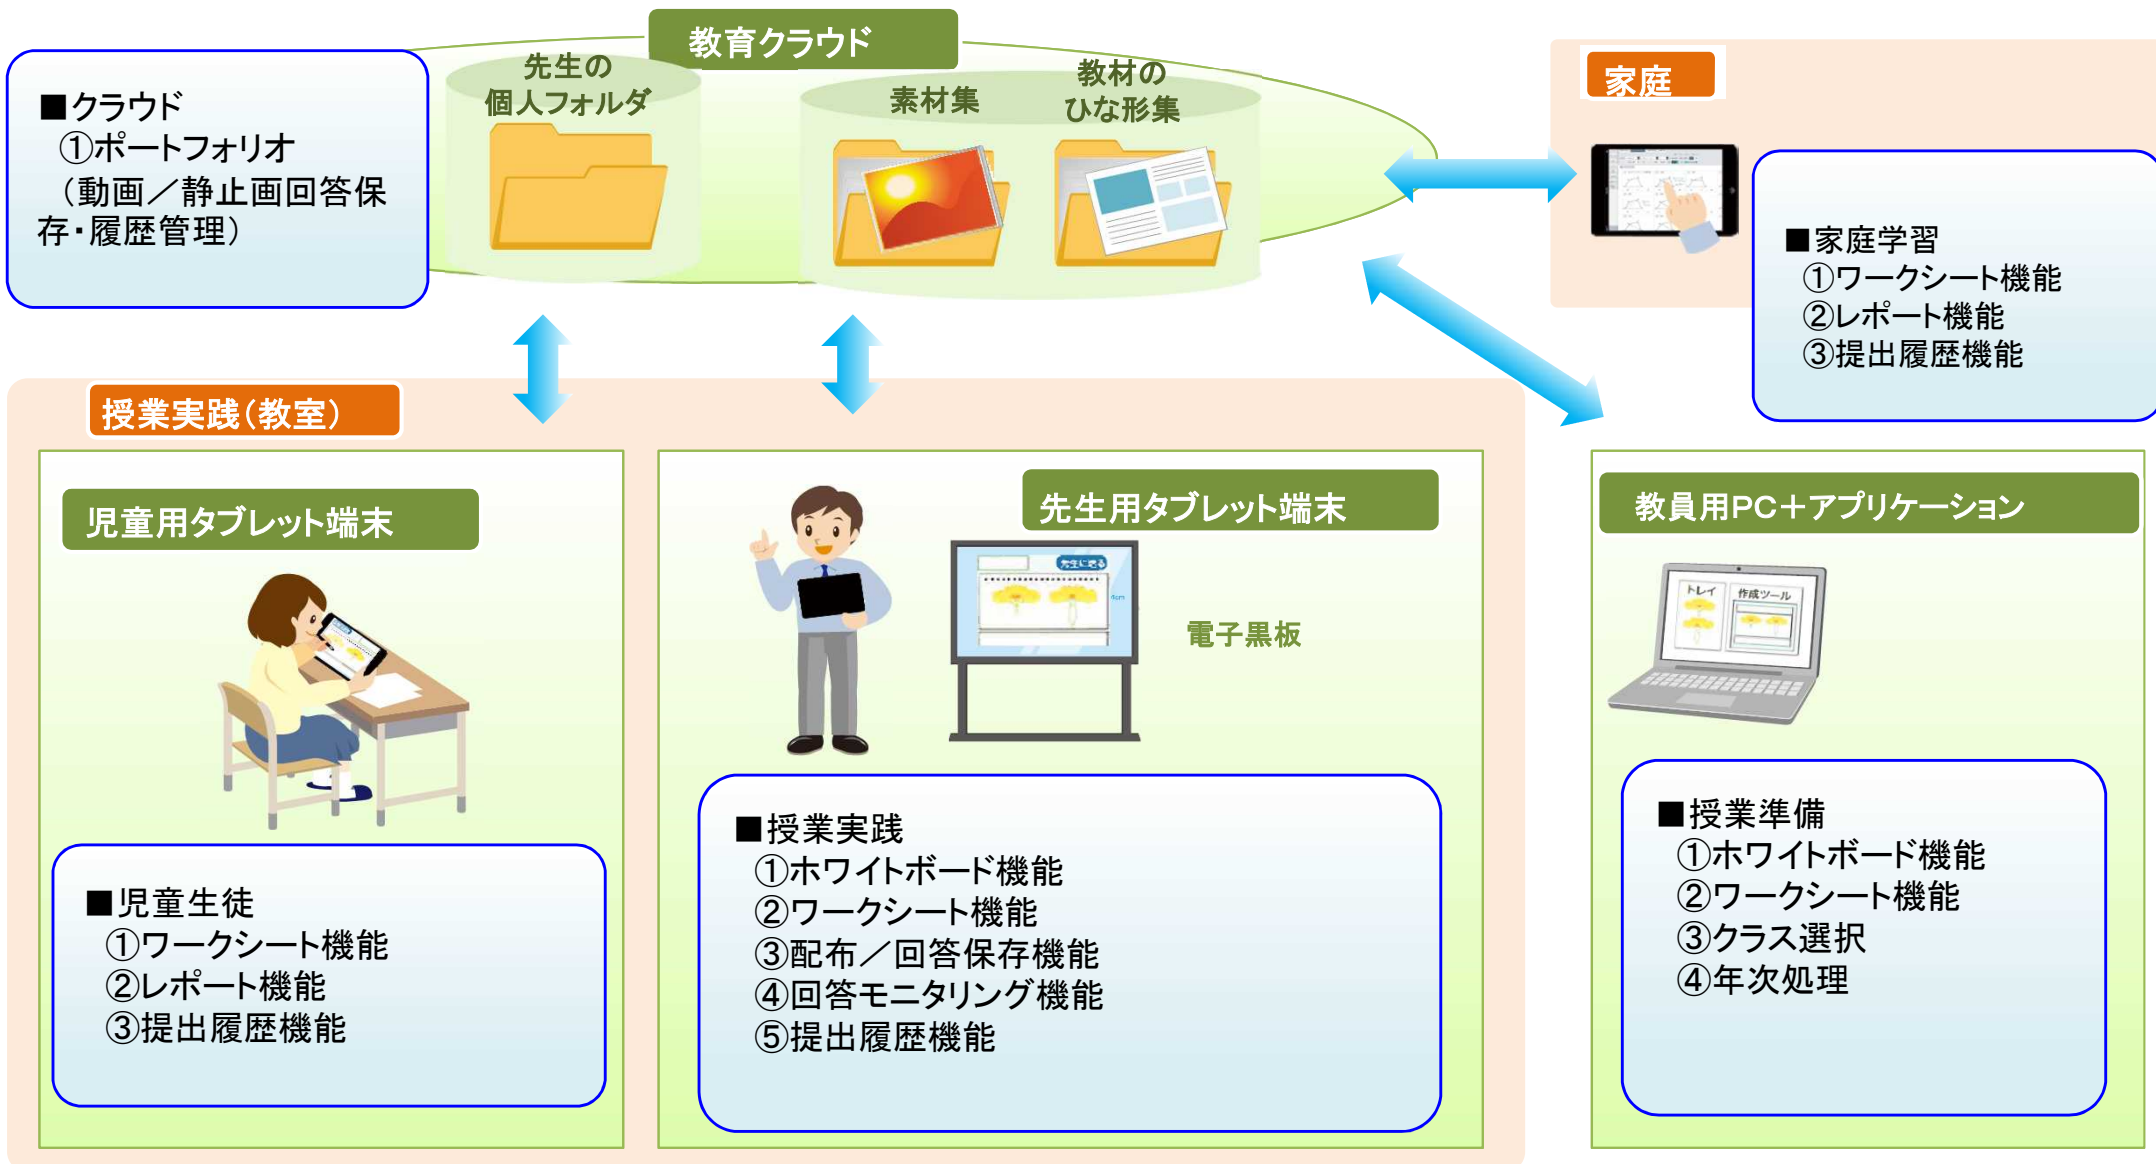 教育クラウド
■クラウド
①ポートフォリオ
（動画／静止画回答保
存・履歴管理）
先生の
個人フォルダ
素材集
教材の
ひな形集
家庭
■家庭学習
①ワークシート機能
②レポート機能
③提出履歴機能
授業実践（教室）
児童用タブレット端末
■児童生徒
①ワークシート機能
②レポート機能
③提出履歴機能
先生用タブレット端末
先生に送る
電子黒板
■授業実践
①ホワイトボード機能
②ワークシート機能
③配布／回答保存機能
④回答モニタリング機能
⑤提出履歴機能
教員用PC＋アプリケーション
トレイ
作成ツール
■授業準備
①ホワイトボード機能
②ワークシート機能
③クラス選択
④年次処理